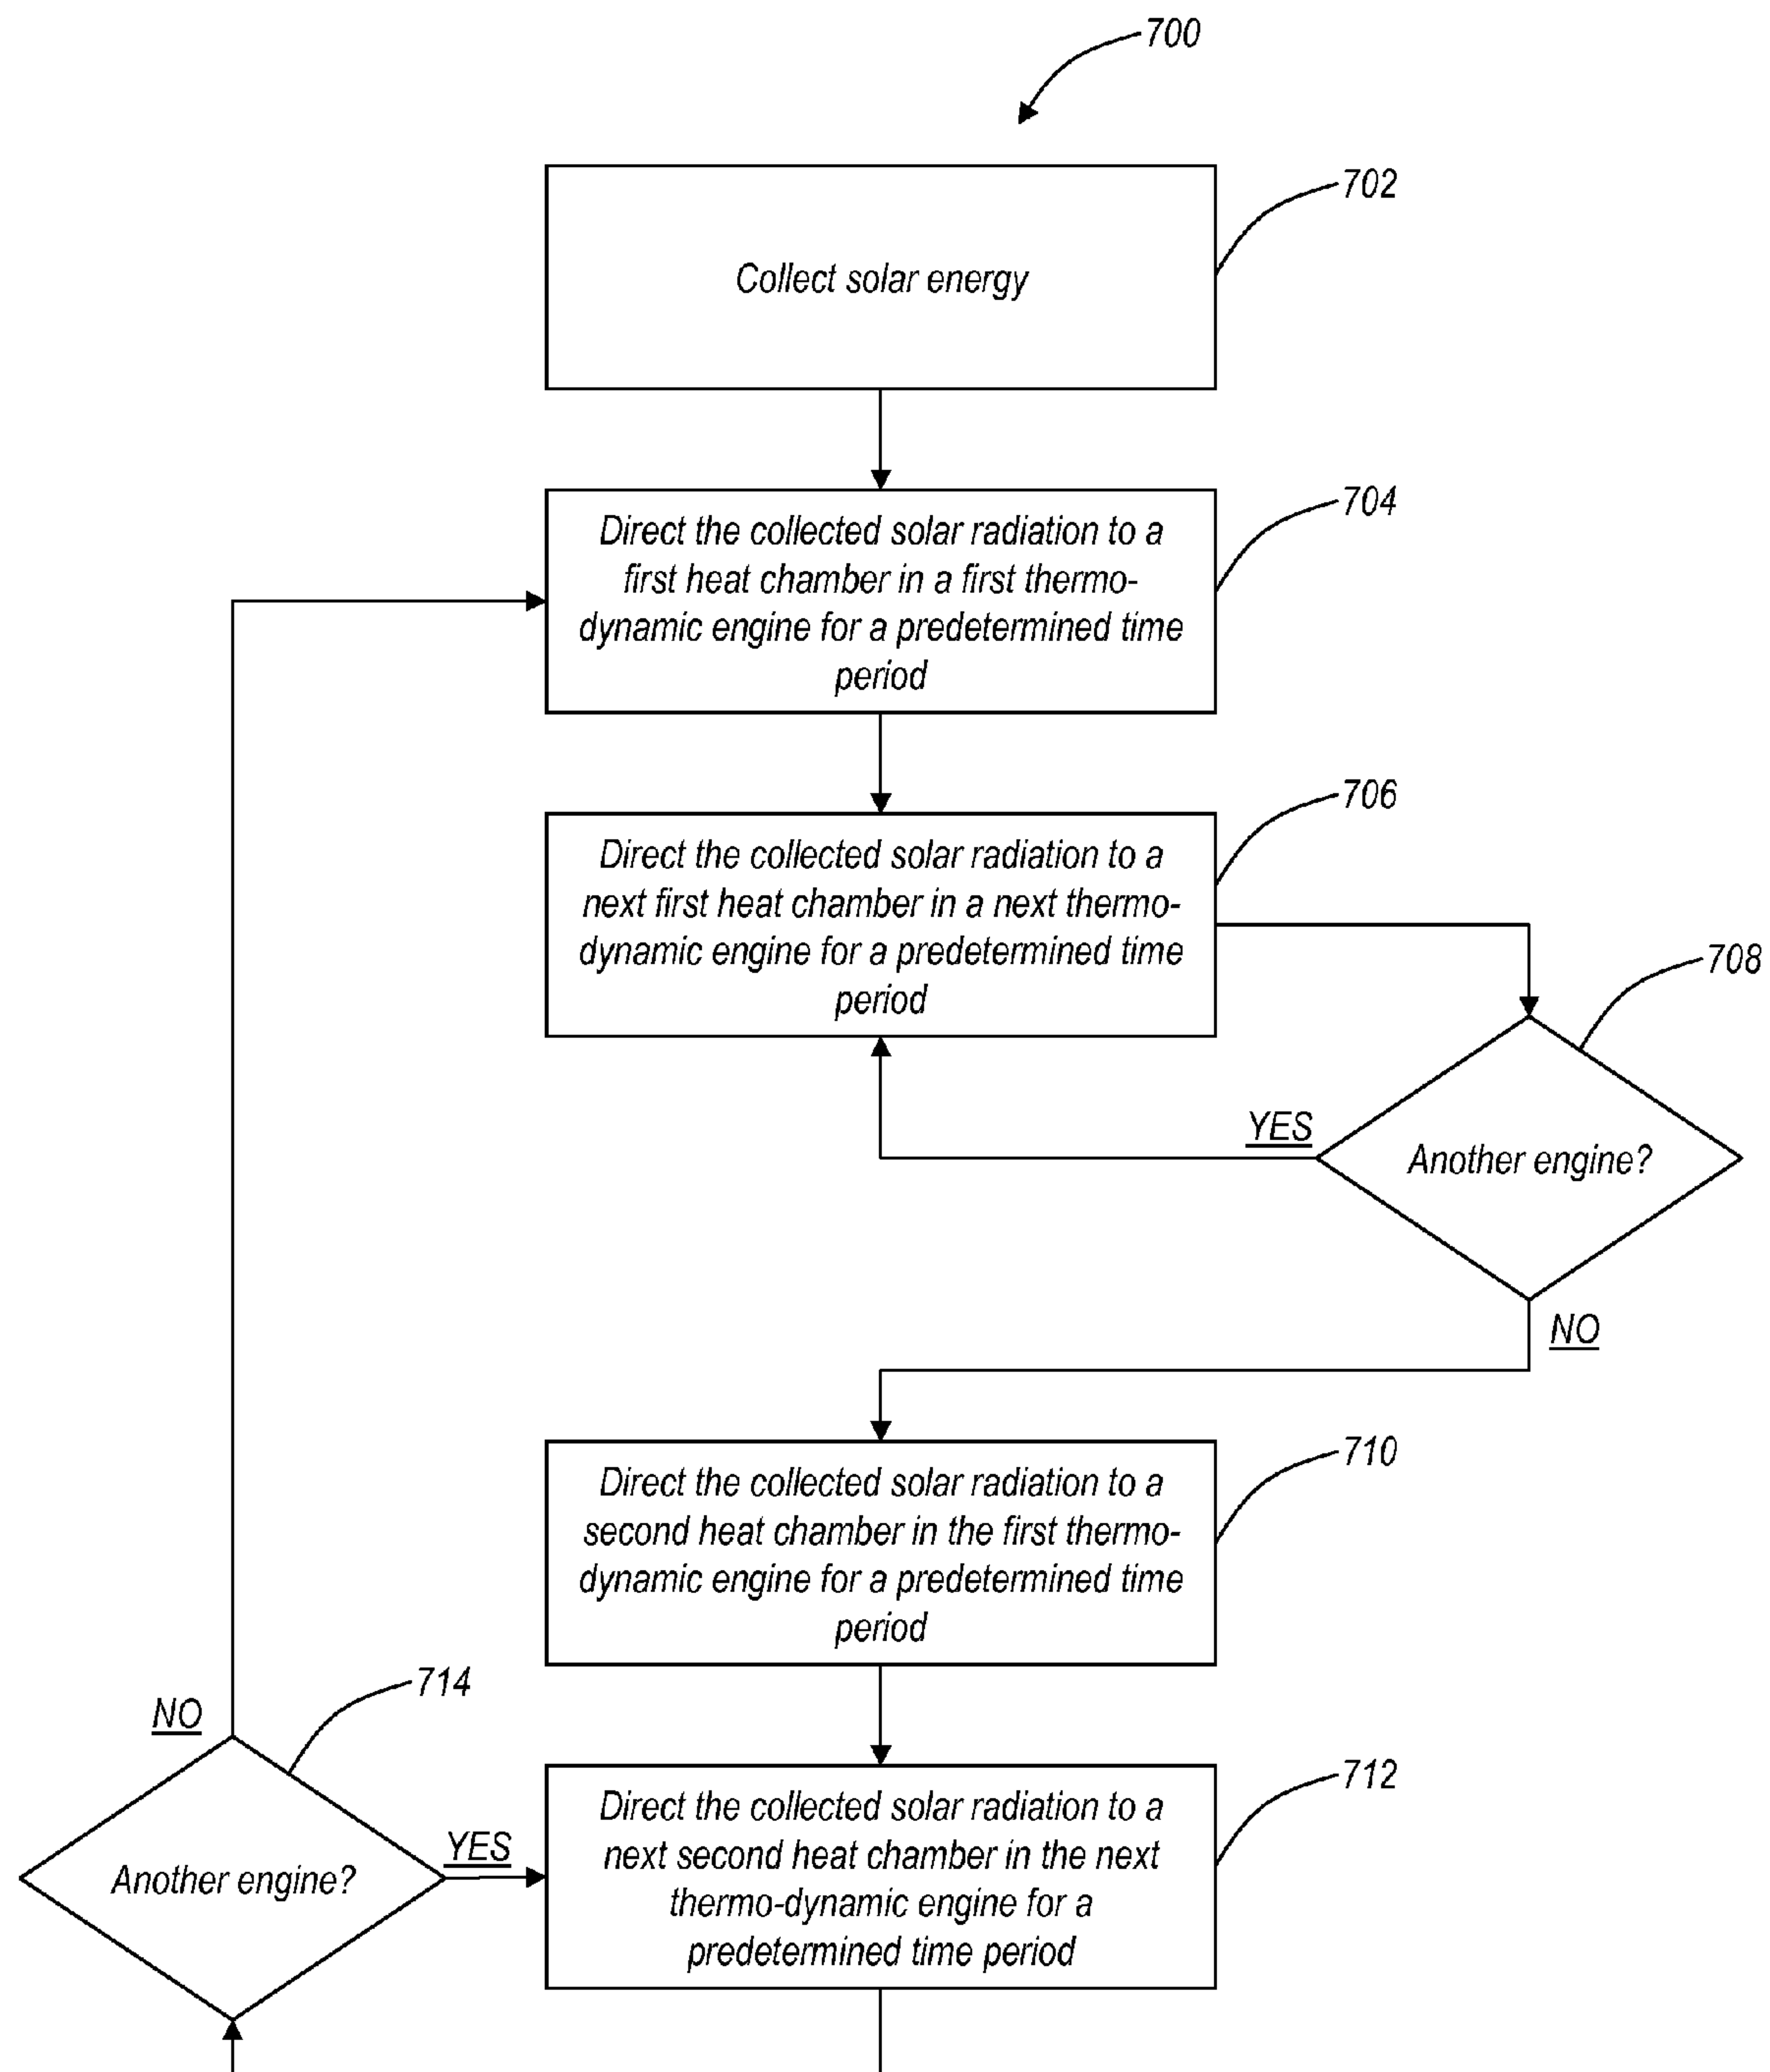 700
702
Collect solar energy
704
Direct the collected solar radiation to a
first heat chamber in a first thermo-
dynamic engine for a predetermined time
period
706
Direct the collected solar radiation to a
next first heat chamber in a next thermo-
dynamic engine for a predetermined time
period
708
YES
Another engine?
NO
710
Direct the collected solar radiation to a
second heat chamber in the first thermo-
dynamic engine for a predetermined time
period
714
NO
712
Direct the collected solar radiation to a
next second heat chamber in the next
thermo-dynamic engine for a
predetermined time period
YES
Another engine?